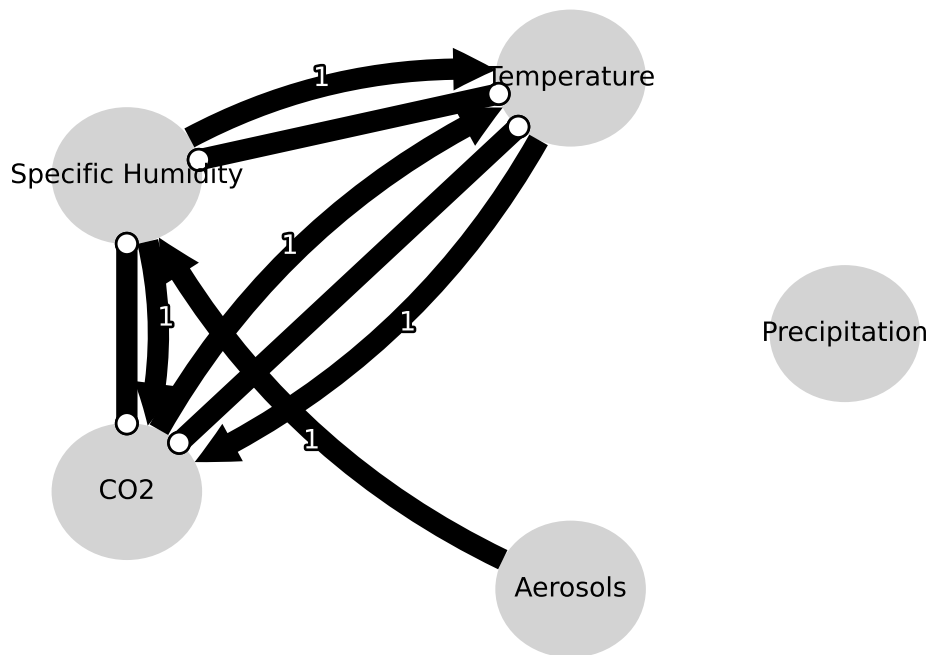 Temperature
1
Specific Humidity
1
1
1
Precipitation
1
CO2
Aerosols